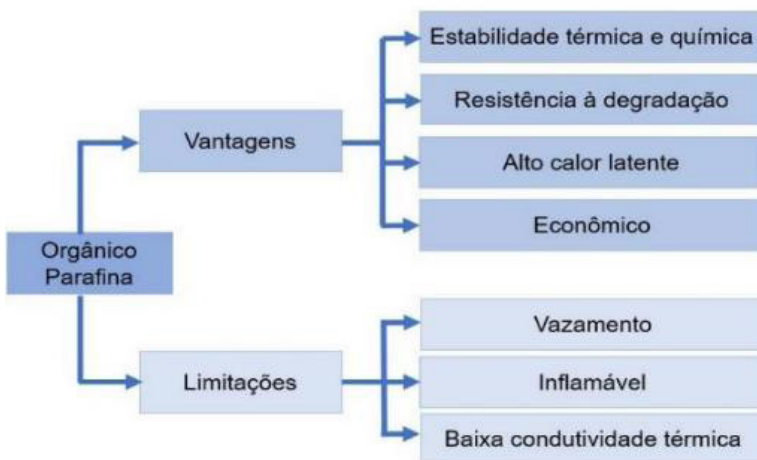 Orgânico
Parafina
Vantagens
Estabilidade térmica e química
Resistência à degradação
Alto calor latente
Econômico
Limitações
Vazamento
Inflamável
Baixa condutividade térmica